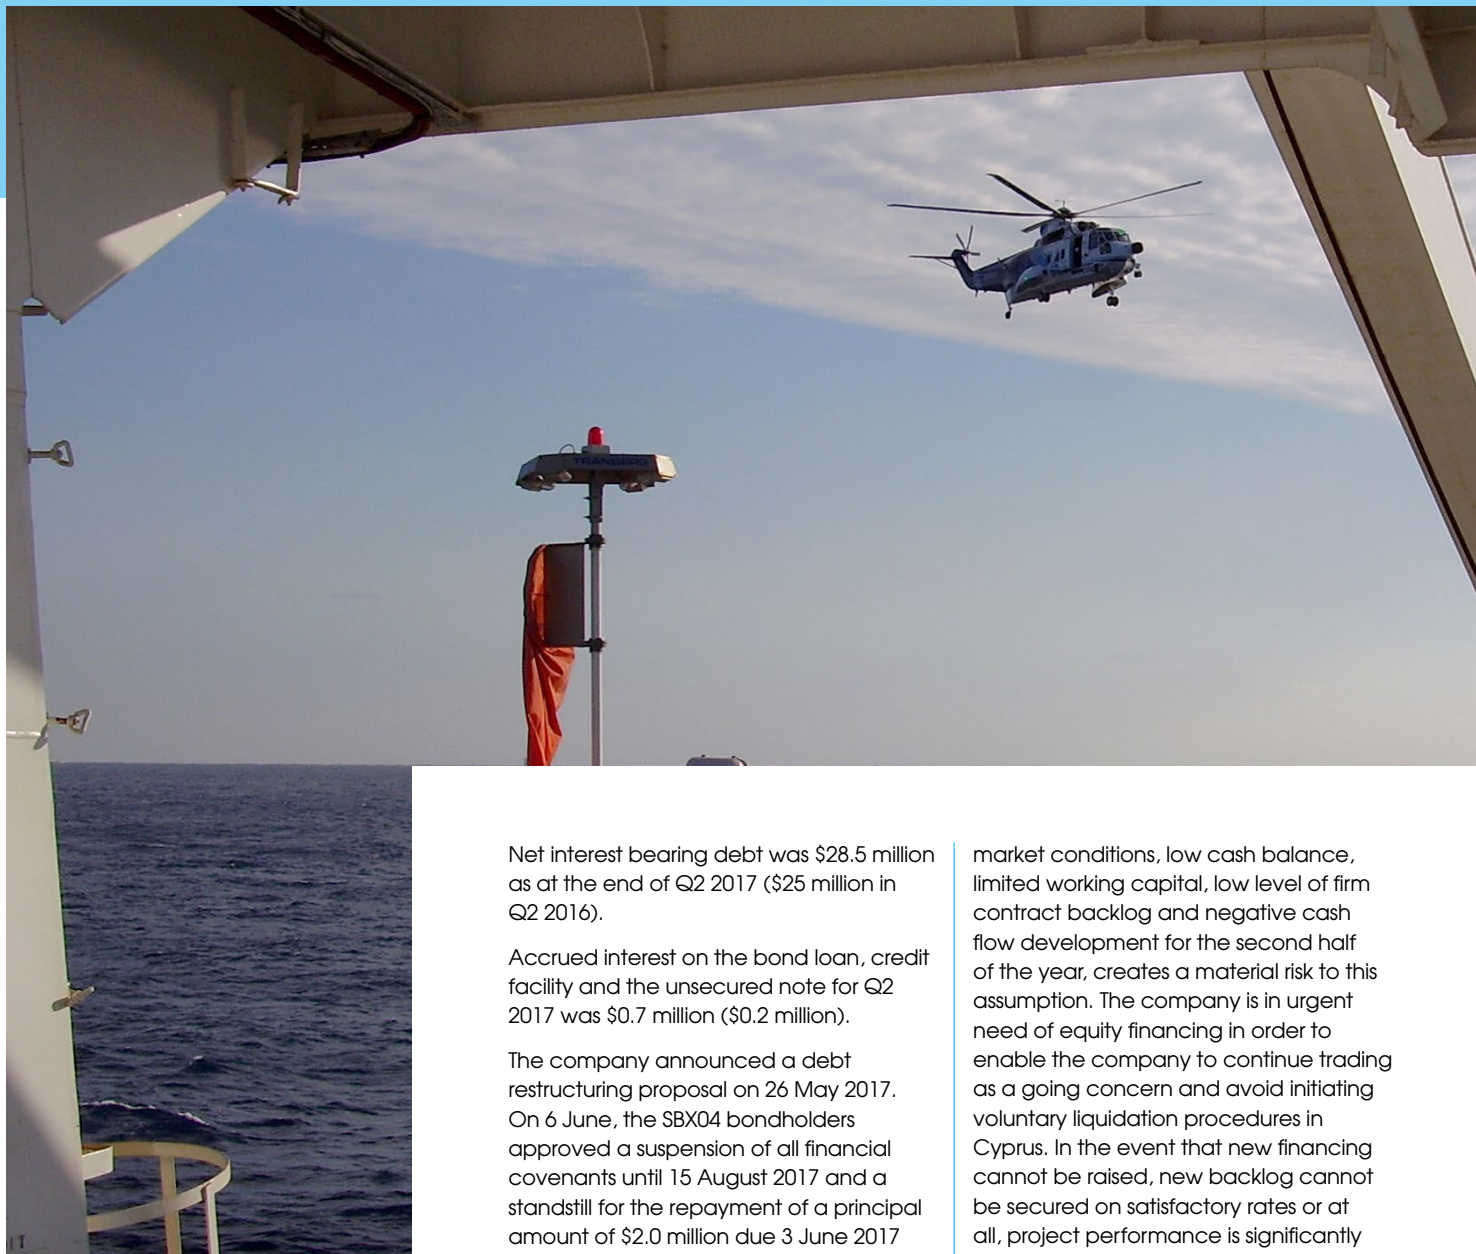 TRANBERG
Net interest bearing debt was $28.5 million
as at the end of Q2 2017 ($25 million in
Q2 2016).
Accrued interest on the bond loan, credit
facility and the unsecured note for Q2
2017 was $0.7 million ($0.2 million).
The company announced a debt
restructuring proposal on 26 May 2017.
On 6 June, the SBX04 bondholders
approved a suspension of all financial
covenants until 15 August 2017 and a
standstill for the repayment of a principal
amount of $2.0 million due 3 June 2017
market conditions, low cash balance,
limited working capital, low level of firm
contract backlog and negative cash
flow development for the second half
of the year, creates a material risk to this
assumption. The company is in urgent
need of equity financing in order to
enable the company to continue trading
as a going concern and avoid initiating
voluntary liquidation procedures in
Cyprus. In the event that new financing
cannot be raised, new backlog cannot
be secured on satisfactory rates or at
all, project performance is significantly